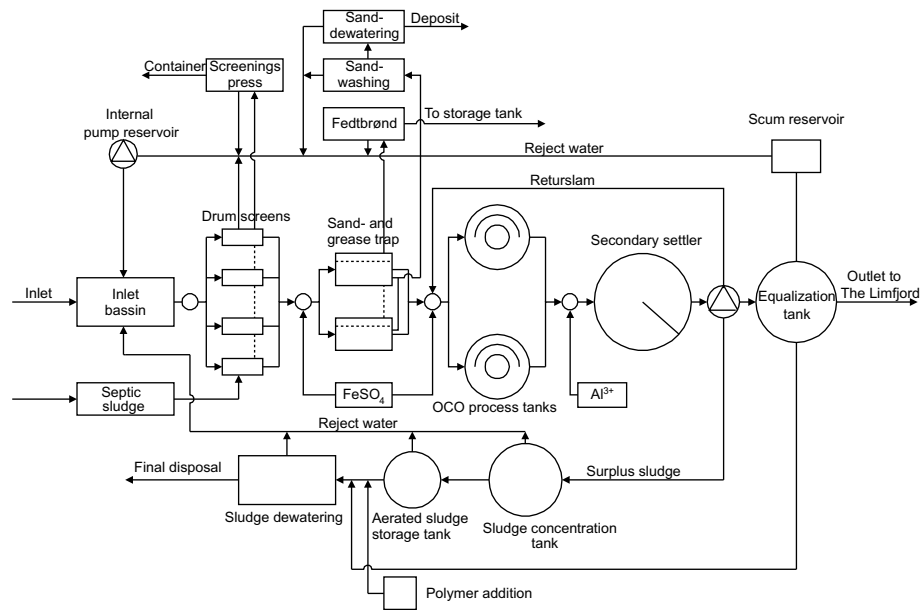 Sand-
dewatering
Deposit
Container
Screenings
press
Sand-
washing
Internal
pump reservoir
Fedtbrønd
To storage tank
Scum reservoir
Reject water
Returslam
Drum screens
Sand- and
grease trap
Secondary settler
Inlet
Inlet
bassin
Equalization
tank
Outlet to
The Limfjord
Septic
sludge
FeSO4
OCO process tanks
Al3+
Reject water
Final disposal
Surplus sludge
Sludge dewatering
Aerated sludge
storage tank
Sludge concentration
tank
Polymer addition